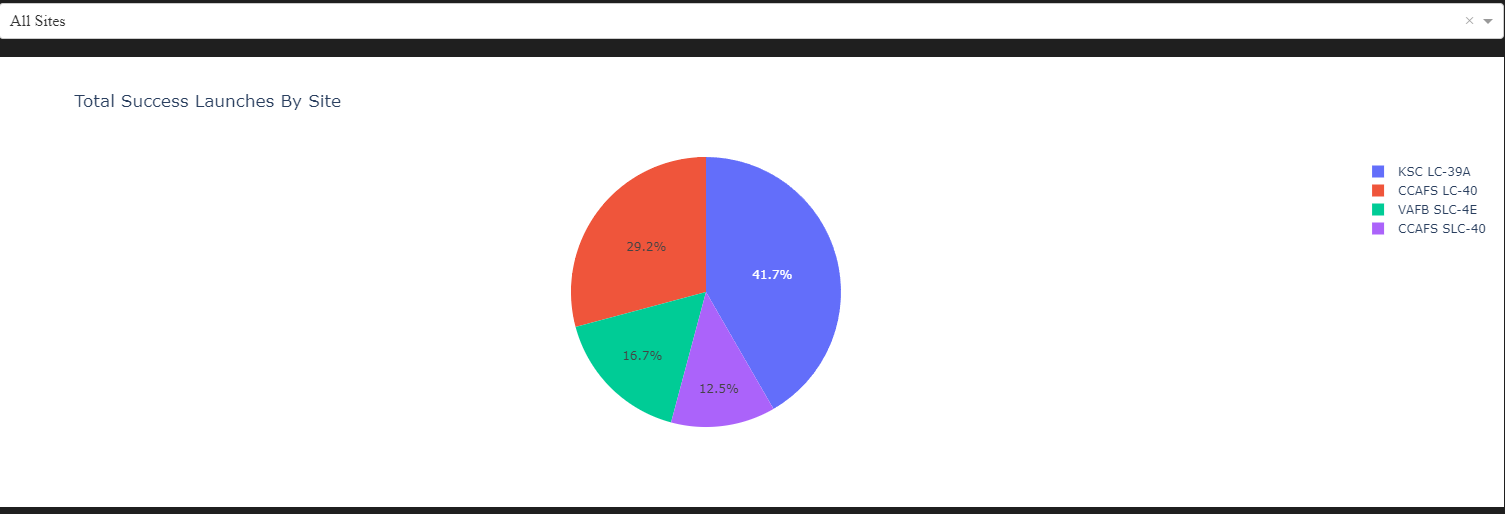 All Sites
Total Success Launches By Site
KSC LC-39A
CCAFS LC-40
VAFB SLC-4E
CCAFS SLC-40
29.2%
41.7%
16.7%
12.5%